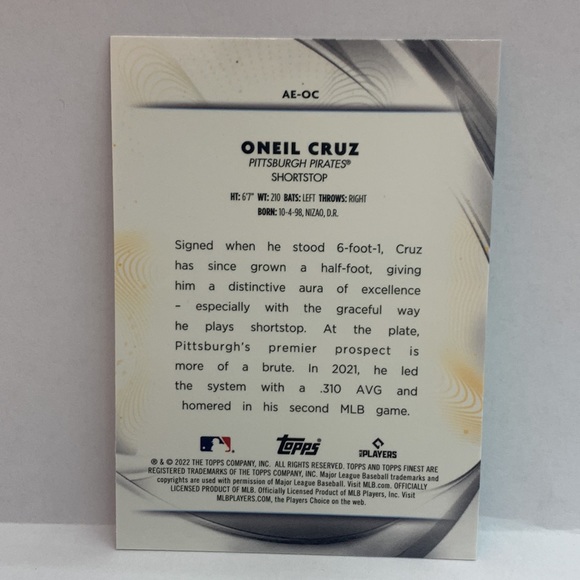 AE-OC
ONEIL CRUZ
PITTSBURGH PIRATES®
SHORTSTOP
HT: 6'7" WT: 210 BATS: LEFT THROWS: RIGHT
BORN: 10-4-98, NIZAO, D.R.
Signed when he stood 6-foot-1, Cruz
has since grown a half-foot, giving
him a distinctive aura of excellence
– especially with the graceful way
he plays shortstop. At the plate,
Pittsburgh's premier prospect is
more of a brute. In 2021, he led
the system with a .310 AVG and
homered in his second MLB game.
topps MLB PLAYERS
® & © 2022 THE TOPPS COMPANY, INC. ALL RIGHTS RESERVED. TOPPS AND TOPPS FINEST ARE
REGISTERED TRADEMARKS OF THE TOPPS COMPANY, INC. Major League Baseball trademarks and
copyrights are used with permission of Major League Baseball. Visit MLB.com. OFFICIALLY
LICENSED PRODUCT OF MLB. Officially Licensed Product of MLB Players, Inc. Visit
MLBPLAYERS.COM, the Players Choice on the web.